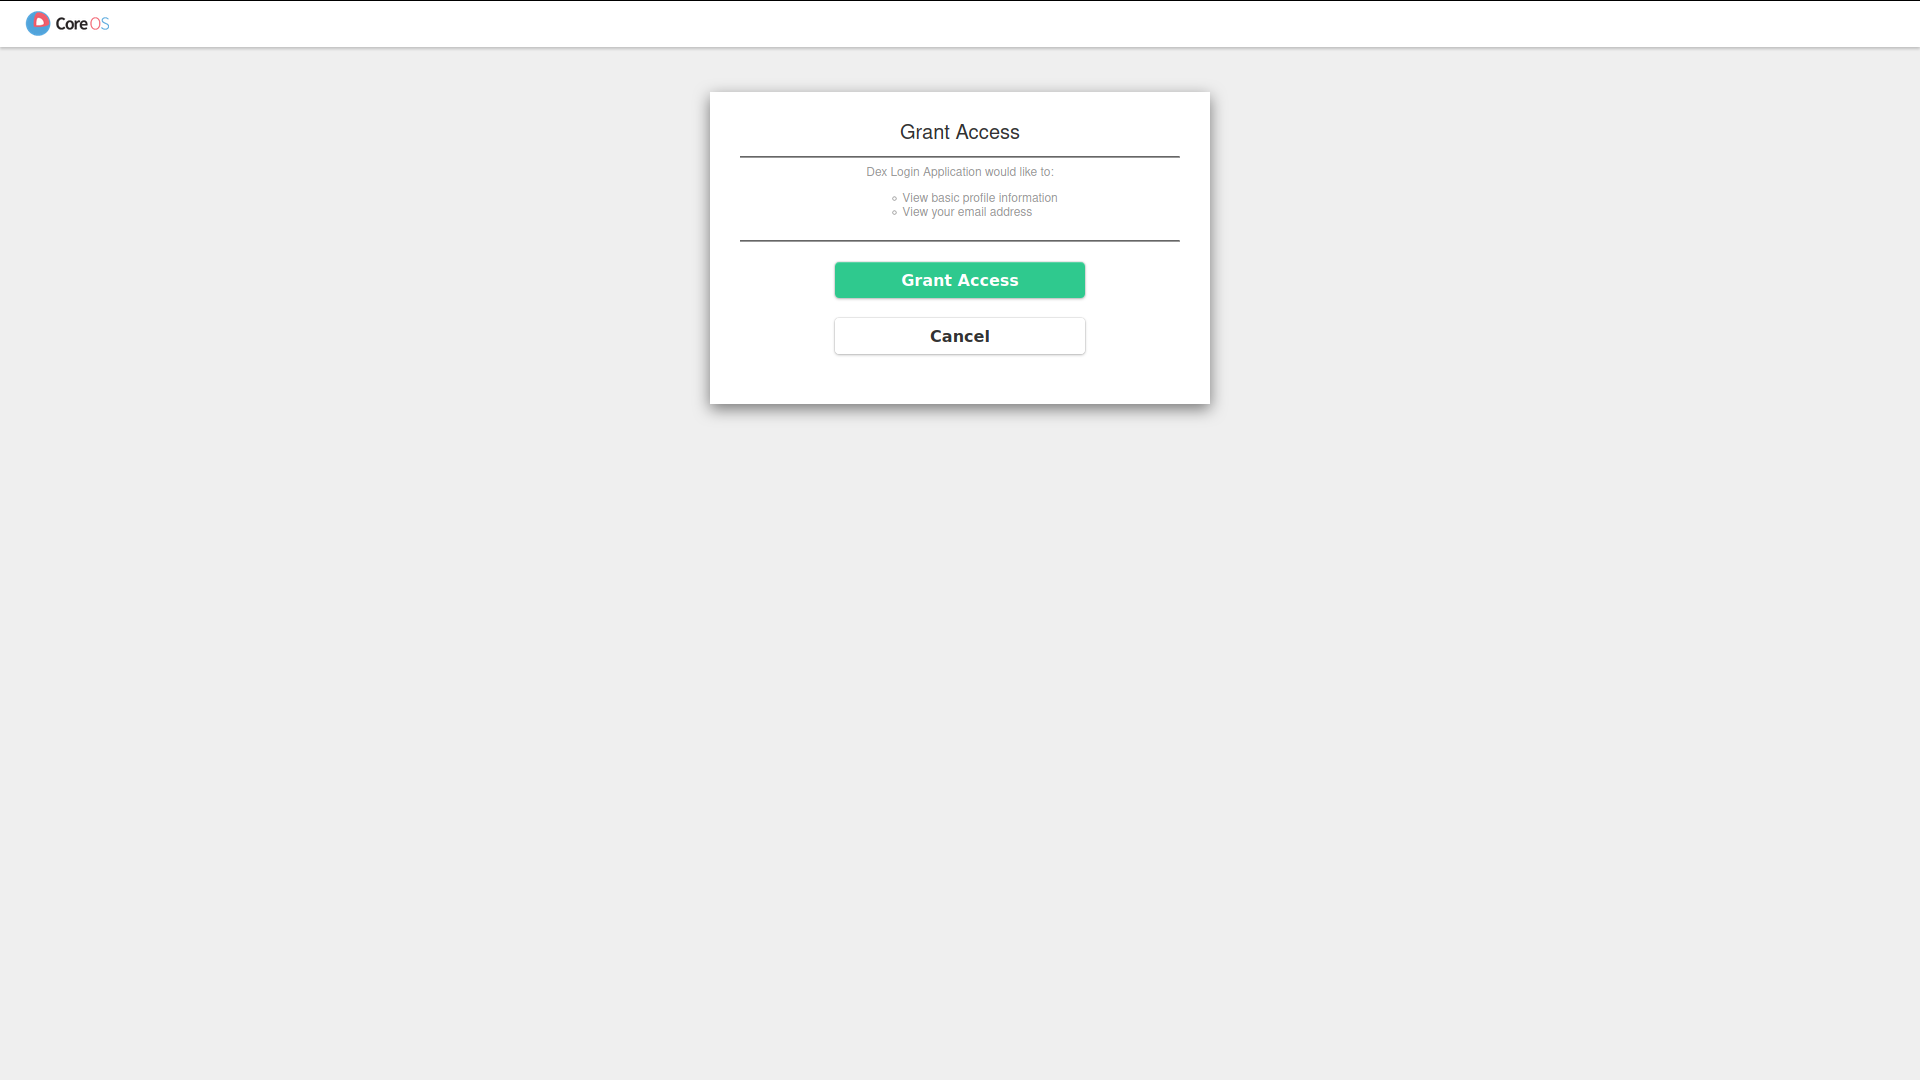 CoreOS
Grant Access
Dex Login Application would like to:
View basic profile information
View your email address
Grant Access
Cancel